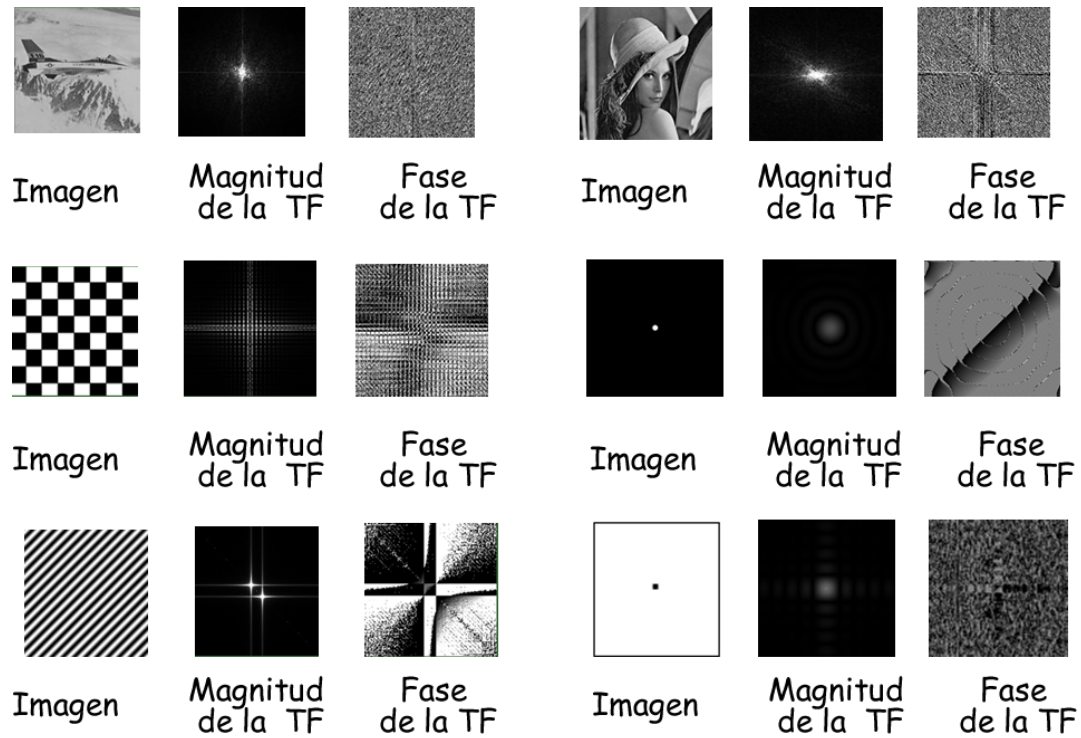 Imagen
Magnitud
de la TF
Fase
de la TF
Imagen
Magnitud
de la TF
Fase
de la TF
Imagen
Magnitud
de la TF
Fase
de la TF
Imagen
Magnitud
de la TF
Fase
de la TF
Imagen
Magnitud
de la TF
Fase
de la TF
Imagen
Magnitud
de la TF
Fase
de la TF